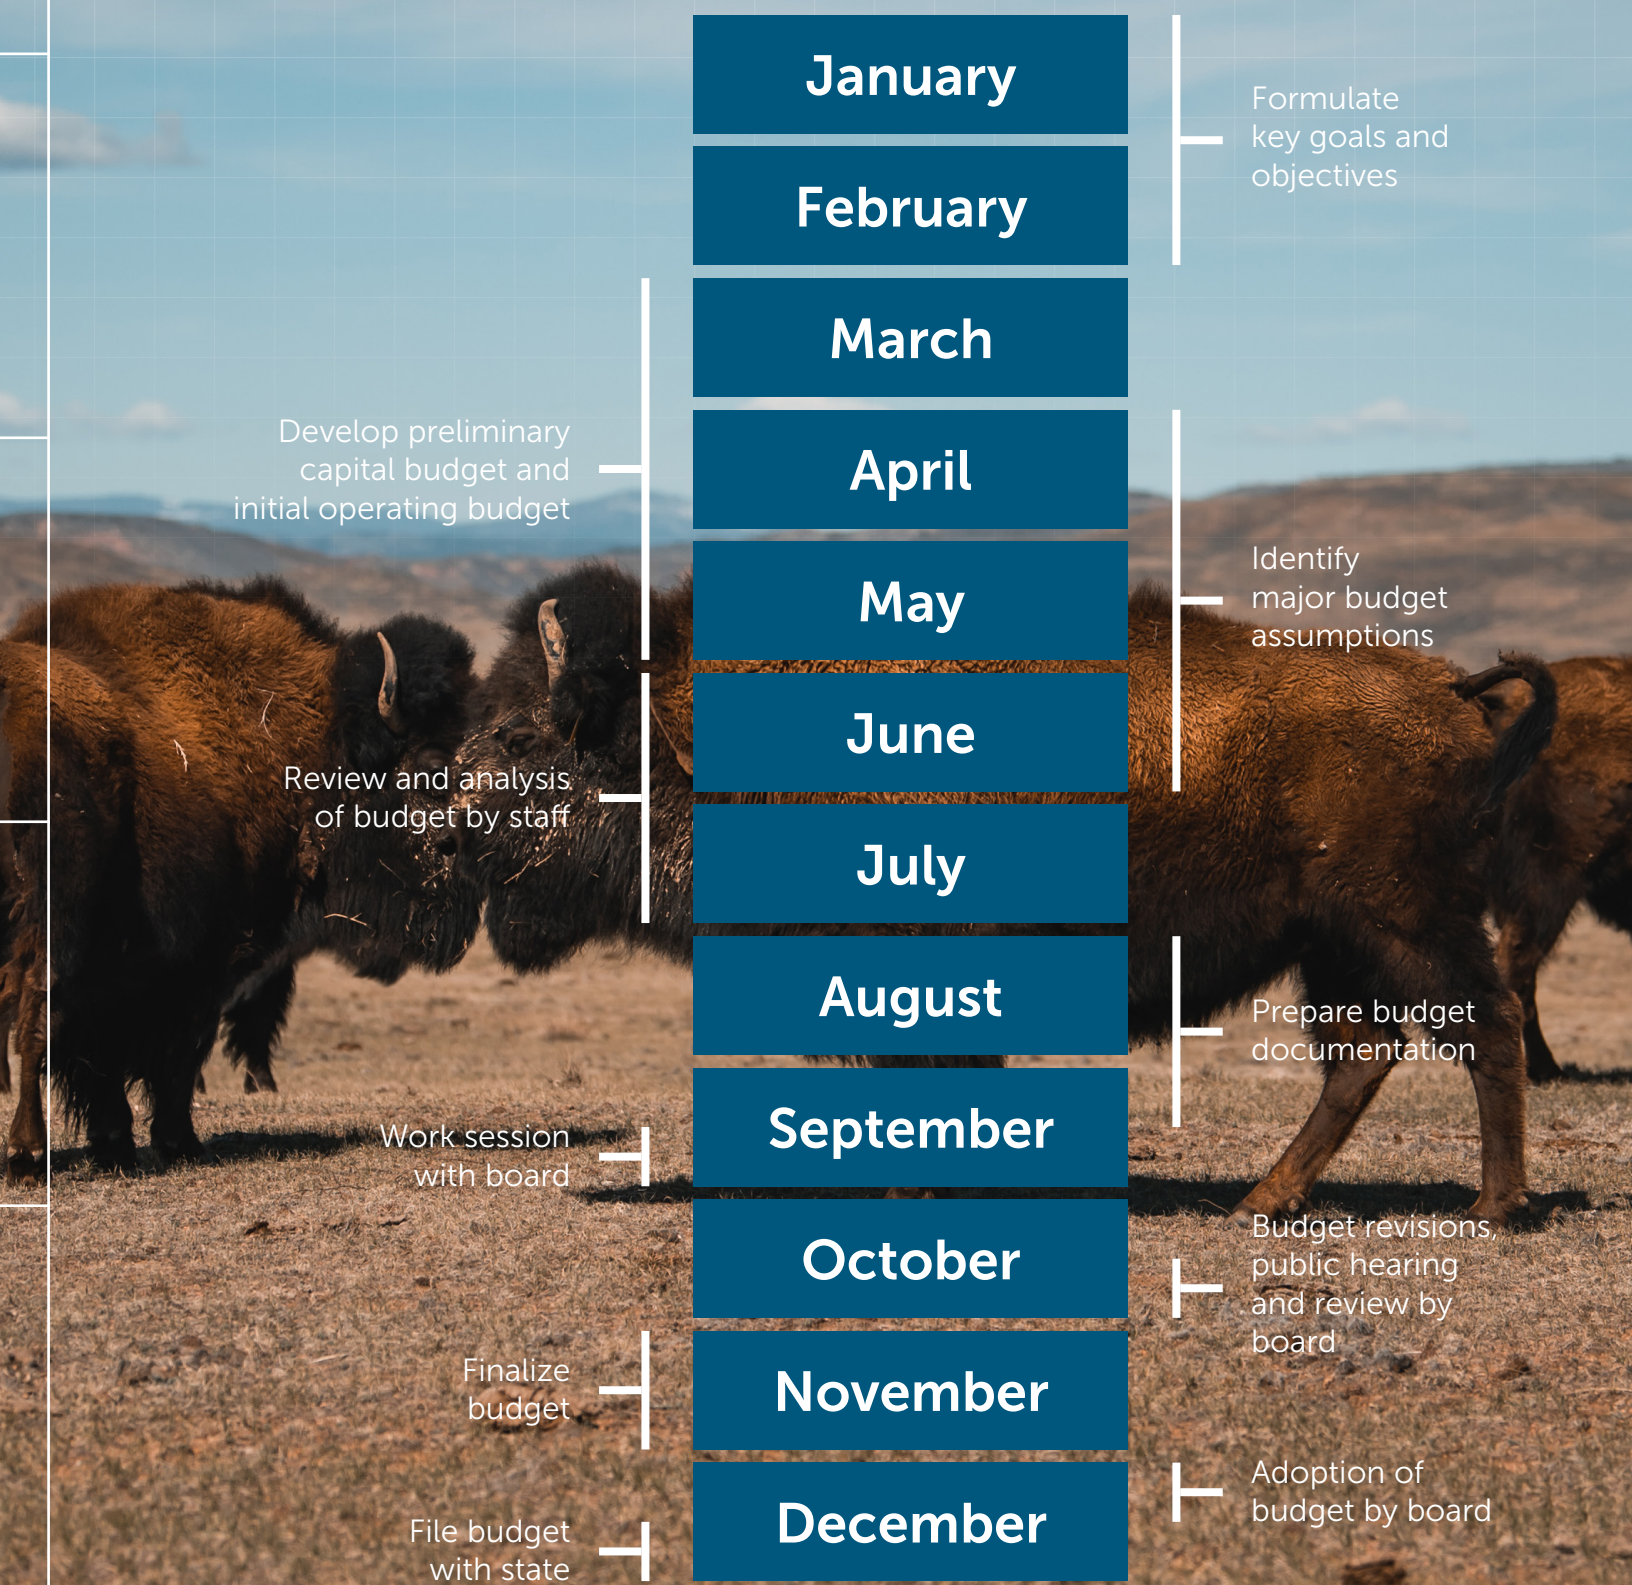 January
Formulate
key goals and
objectives
February
March
Develop preliminary
capital budget and
initial operating budget
April
Identify
major budget
assumptions
May
June
Review and analysis
of budget by staff
July
August
Prepare budget
documentation
September
Work session
with board
October
Budget revisions,
public hearing
and review by
board
November
Finalize
budget
December
Adoption of
budget by board
File budget
with state